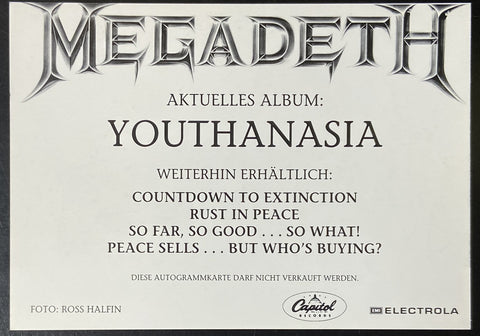 MEGADETH
AKTUELLES ALBUM:
YOUTHANASIA
WEITERHIN ERHÄLTLICH:
COUNTDOWN TO EXTINCTION
RUST IN PEACE
SO FAR, SO GOOD . . . SO WHAT!
PEACE SELLS . . . BUT WHO'S BUYING?
DIESE AUTOGRAMMKARTE DARF NICHT VERKAUFT WERDEN.
FOTO: ROSS HALFIN
Capitol
RECORDS
EMI ELECTROLA